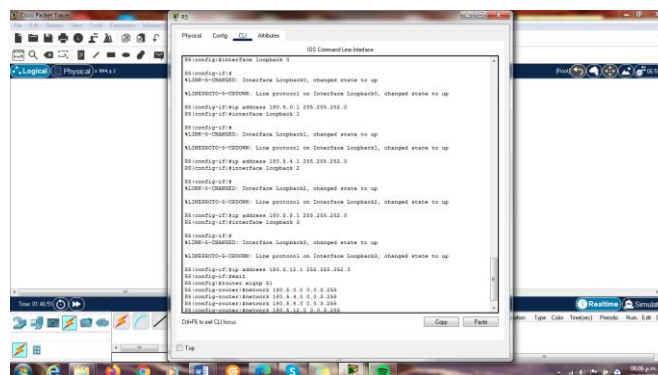 Cisco Packet Tracer
R5
Physical Config CLI Attributes
IOS Command Line Interface
R5(config)#interface loopback 0
R5(config-if)#
%LINK-5-CHANGED: Interface Loopback0, changed state to up
%LINEPROTO-5-UPDOWN: Line protocol on Interface Loopback0, changed state to up
R5(config-if)#ip address 180.5.0.1 255.255.252.0
R5(config-if)#interface loopback 1
R5(config-if)#
%LINK-5-CHANGED: Interface Loopback1, changed state to up
%LINEPROTO-5-UPDOWN: Line protocol on Interface Loopback1, changed state to up
R5(config-if)#ip address 180.5.4.1 255.255.252.0
R5(config-if)#interface loopback 2
R5(config-if)#
%LINK-5-CHANGED: Interface Loopback2, changed state to up
%LINEPROTO-5-UPDOWN: Line protocol on Interface Loopback2, changed state to up
R5(config-if)#ip address 180.5.8.1 255.255.252.0
R5(config-if)#interface loopback 3
R5(config-if)#
%LINK-5-CHANGED: Interface Loopback3, changed state to up
%LINEPROTO-5-UPDOWN: Line protocol on Interface Loopback3, changed state to up
R5(config-if)#ip address 180.5.12.1 255.255.252.0
R5(config-if)#exit
R5(config)#router eigrp 51
R5(config-router)#network 180.5.0.0 0.0.3.255
R5(config-router)#network 180.5.4.0 0.0.3.255
R5(config-router)#network 180.5.8.0 0.0.3.255
R5(config-router)#network 180.5.12.0 0.0.3.255
Ctrl+F6 to exit CLI focus
Copy Paste
Top
Logical Physical
[Root]
Time: 01:46:51
Realtime Simula
Type Color Time(sec) Periodic Num Edit
06:06 p.m.